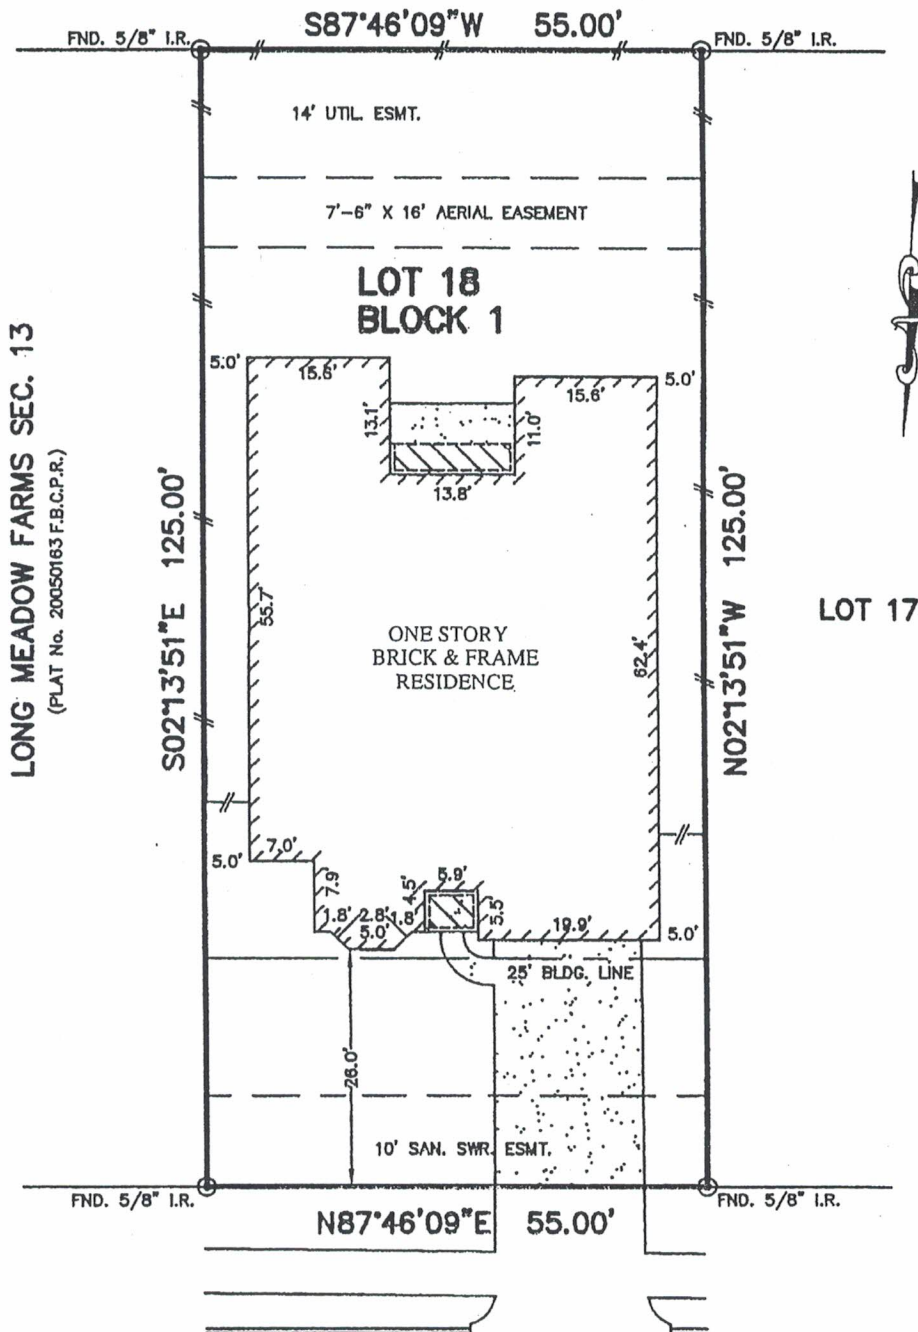 S87°46'09"W 55.00'
FND. 5/8" I.R.
FND. 5/8" I.R.
14' UTIL. ESMT.
7'-6" X 16' AERIAL EASEMENT
LOT 18
BLOCK 1
5.0'
15.6'
15.6'
5.0'
13.1'
11.0'
13.8'
LONG MEADOW FARMS SEC. 13
(PLAT No. 20050163 F.B.C.P.R.)
S02°13'51"E 125.00'
55.7'
ONE STORY
BRICK & FRAME
RESIDENCE
62.4'
N02°13'51"W 125.00'
LOT 17
5.0'
7.0'
7.9'
1.8'
2.8'
5.0'
1.8'
4.5'
5.9'
5.5'
19.9'
5.0'
25' BLDG. LINE
26.0'
10' SAN. SWR. ESMT.
FND. 5/8" I.R.
FND. 5/8" I.R.
N87°46'09"E 55.00'